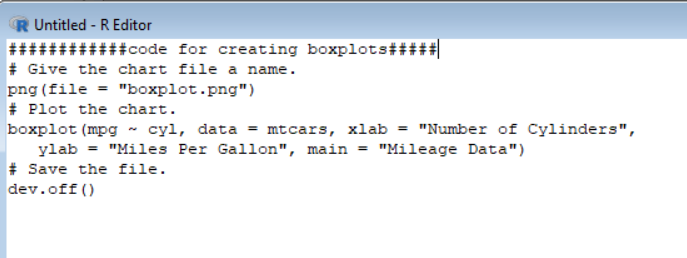 Untitled - R Editor
############code for creating boxplots#####
# Give the chart file a name.
png(file = "boxplot.png")
# Plot the chart.
boxplot(mpg ~ cyl, data = mtcars, xlab = "Number of Cylinders",
   ylab = "Miles Per Gallon", main = "Mileage Data")
# Save the file.
dev.off()